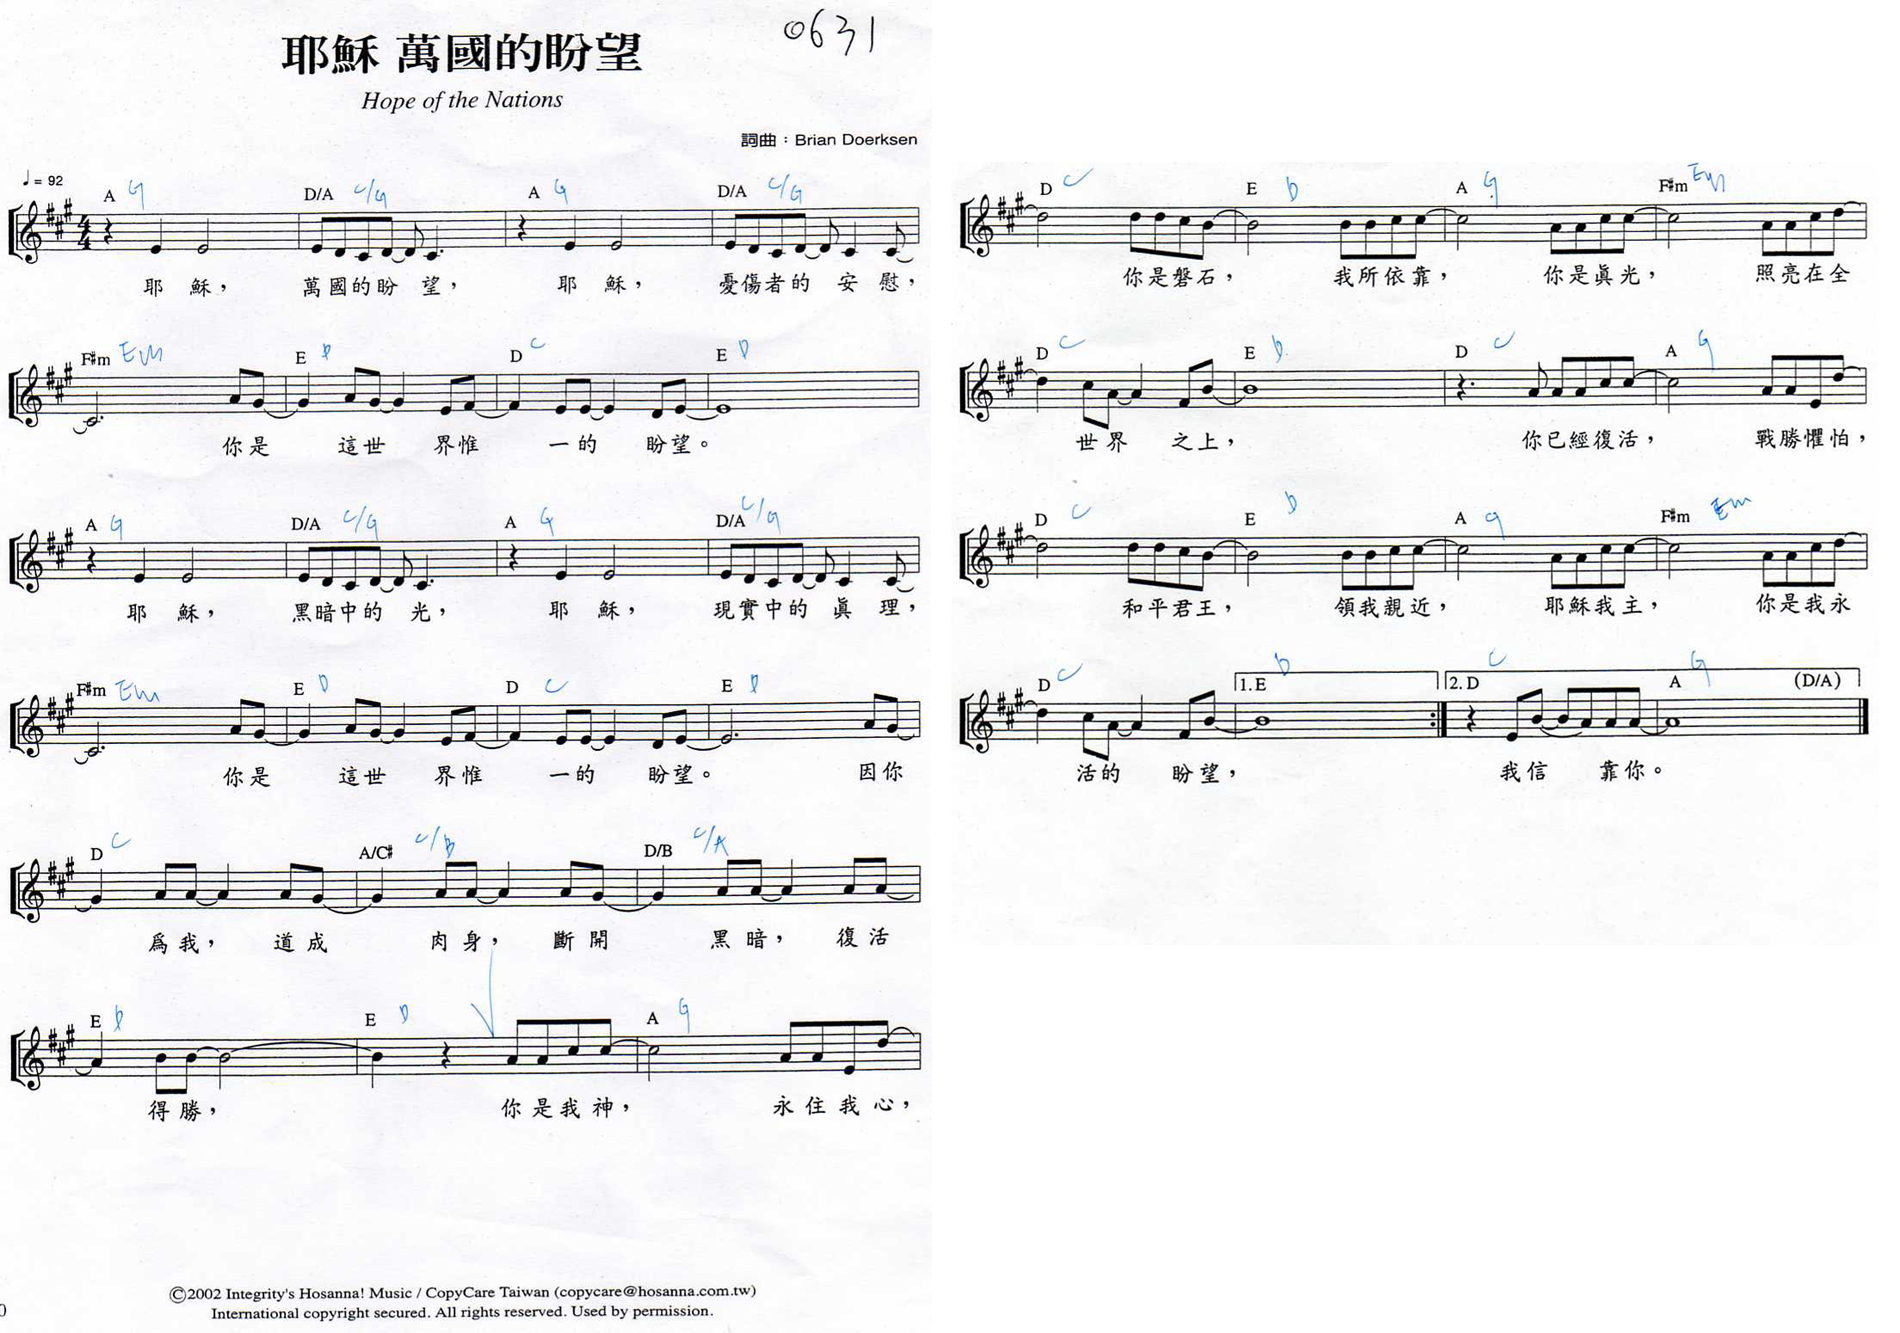 0631
耶穌 萬國的盼望
Hope of the Nations
詞曲：Brian Doerksen
♩= 92
A G D/A C/G A G D/A C/G
4/4
耶 穌， 萬國的盼 望， 耶 穌， 憂傷者的 安 慰，
F#m Em E D D C E D
你是 這世 界惟 一的 盼望。
A G D/A C/G A G D/A C/G
耶 穌， 黑暗中的 光， 耶 穌， 現實中的 眞 理，
F#m Em E D D C E D
你是 這世 界惟 一的 盼望。 因你
D C A/C# C/B D/B C/A
爲我， 道成 肉身， 斷開 黑暗， 復活
E D E D A G
得勝， 你是我神， 永住我心，
©2002 Integrity's Hosanna! Music / CopyCare Taiwan (copycare@hosanna.com.tw)
International copyright secured. All rights reserved. Used by permission.
0
D C E D A G F#m Em
你是磐石， 我所依靠， 你是眞光， 照亮在全
D C E D D C A G
世界 之上， 你已經復活， 戰勝懼怕，
D C E D A G F#m Em
和平君王， 領我親近， 耶穌我主， 你是我永
D C 1. E D 2. D C A G (D/A)
活的 盼望， 我信 靠你。